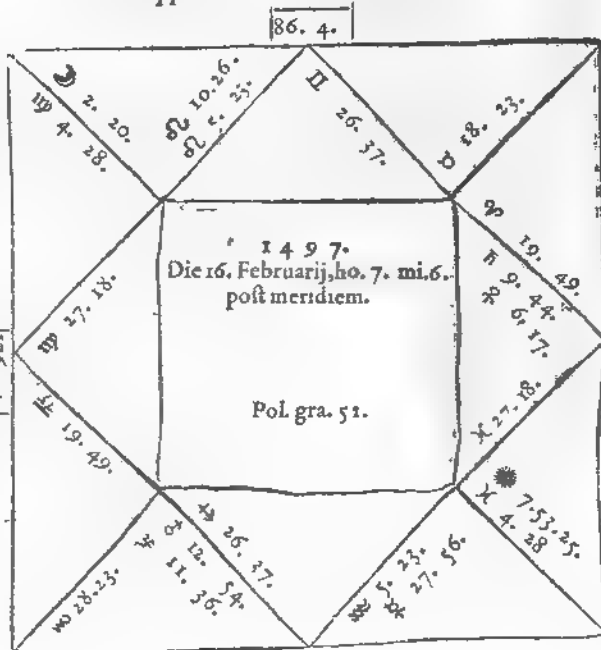 86. 4.
☽ 2. 20.
♍ 4. 28.
♌ 10. 26.
♌ 5. 23.
♊ 26. 37.
♉ 18. 23.
19. 49.
♄ 9. 44.
♀ 6. 17.
♍ 27. 18.
1497.
Die 16. Februarij, ho. 7. mi. 6.
poſt meridiem.
Pol. gra. 51.
♓ 27. 18.
♎ 19. 49.
7. 53. 25.
♓ 4. 28
♐ 26. 37.
♂ 12. 54.
11. 36.
28. 23.
♒ 5. 23.
27. 56.